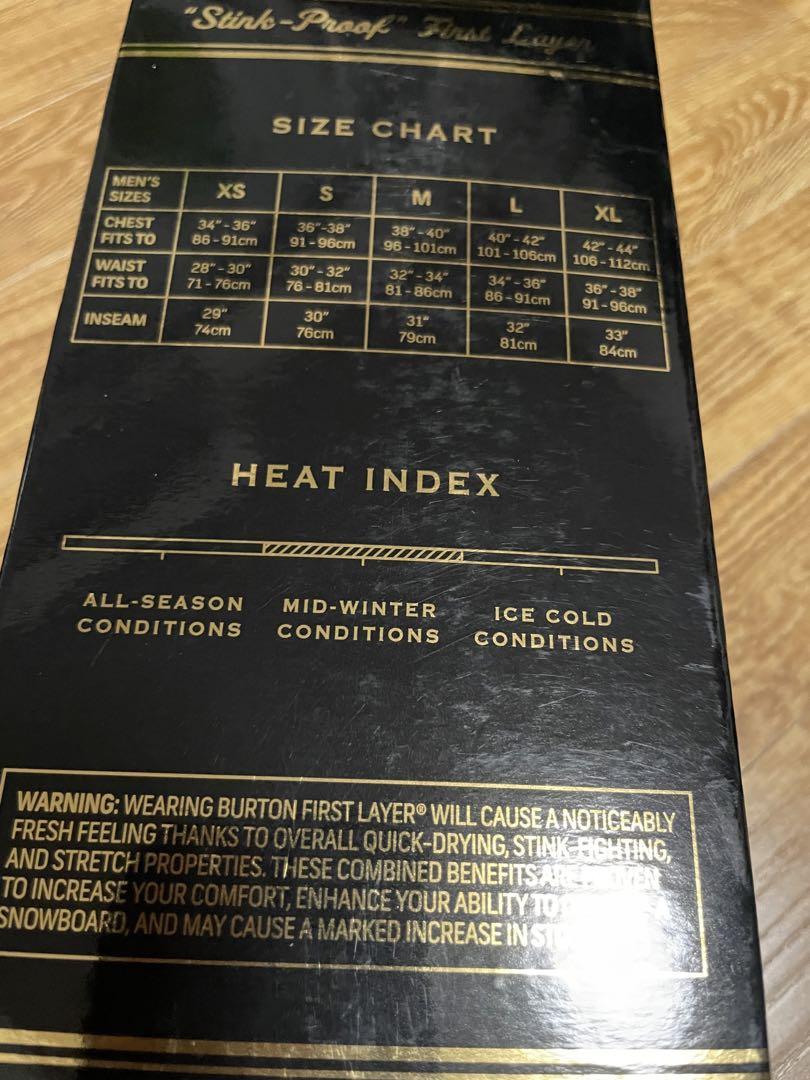 "Stink-Proof" First Layer
SIZE CHART
MEN'S SIZES XS S M L XL
CHEST FITS TO 34"-36" 86-91cm 36"-38" 91-96cm 38"-40" 96-101cm 40"-42" 101-106cm 42"-44" 106-112cm
WAIST FITS TO 28"-30" 71-76cm 30"-32" 76-81cm 32"-34" 81-86cm 34"-36" 86-91cm 36"-38" 91-96cm
INSEAM 29" 74cm 30" 76cm 31" 79cm 32" 81cm 33" 84cm
HEAT INDEX
ALL-SEASON CONDITIONS MID-WINTER CONDITIONS ICE COLD CONDITIONS
WARNING: WEARING BURTON FIRST LAYER® WILL CAUSE A NOTICEABLY
FRESH FEELING THANKS TO OVERALL QUICK-DRYING, STINK-FIGHTING,
AND STRETCH PROPERTIES. THESE COMBINED BENEFITS ARE PROVEN
TO INCREASE YOUR COMFORT, ENHANCE YOUR ABILITY TO
SNOWBOARD, AND MAY CAUSE A MARKED INCREASE IN